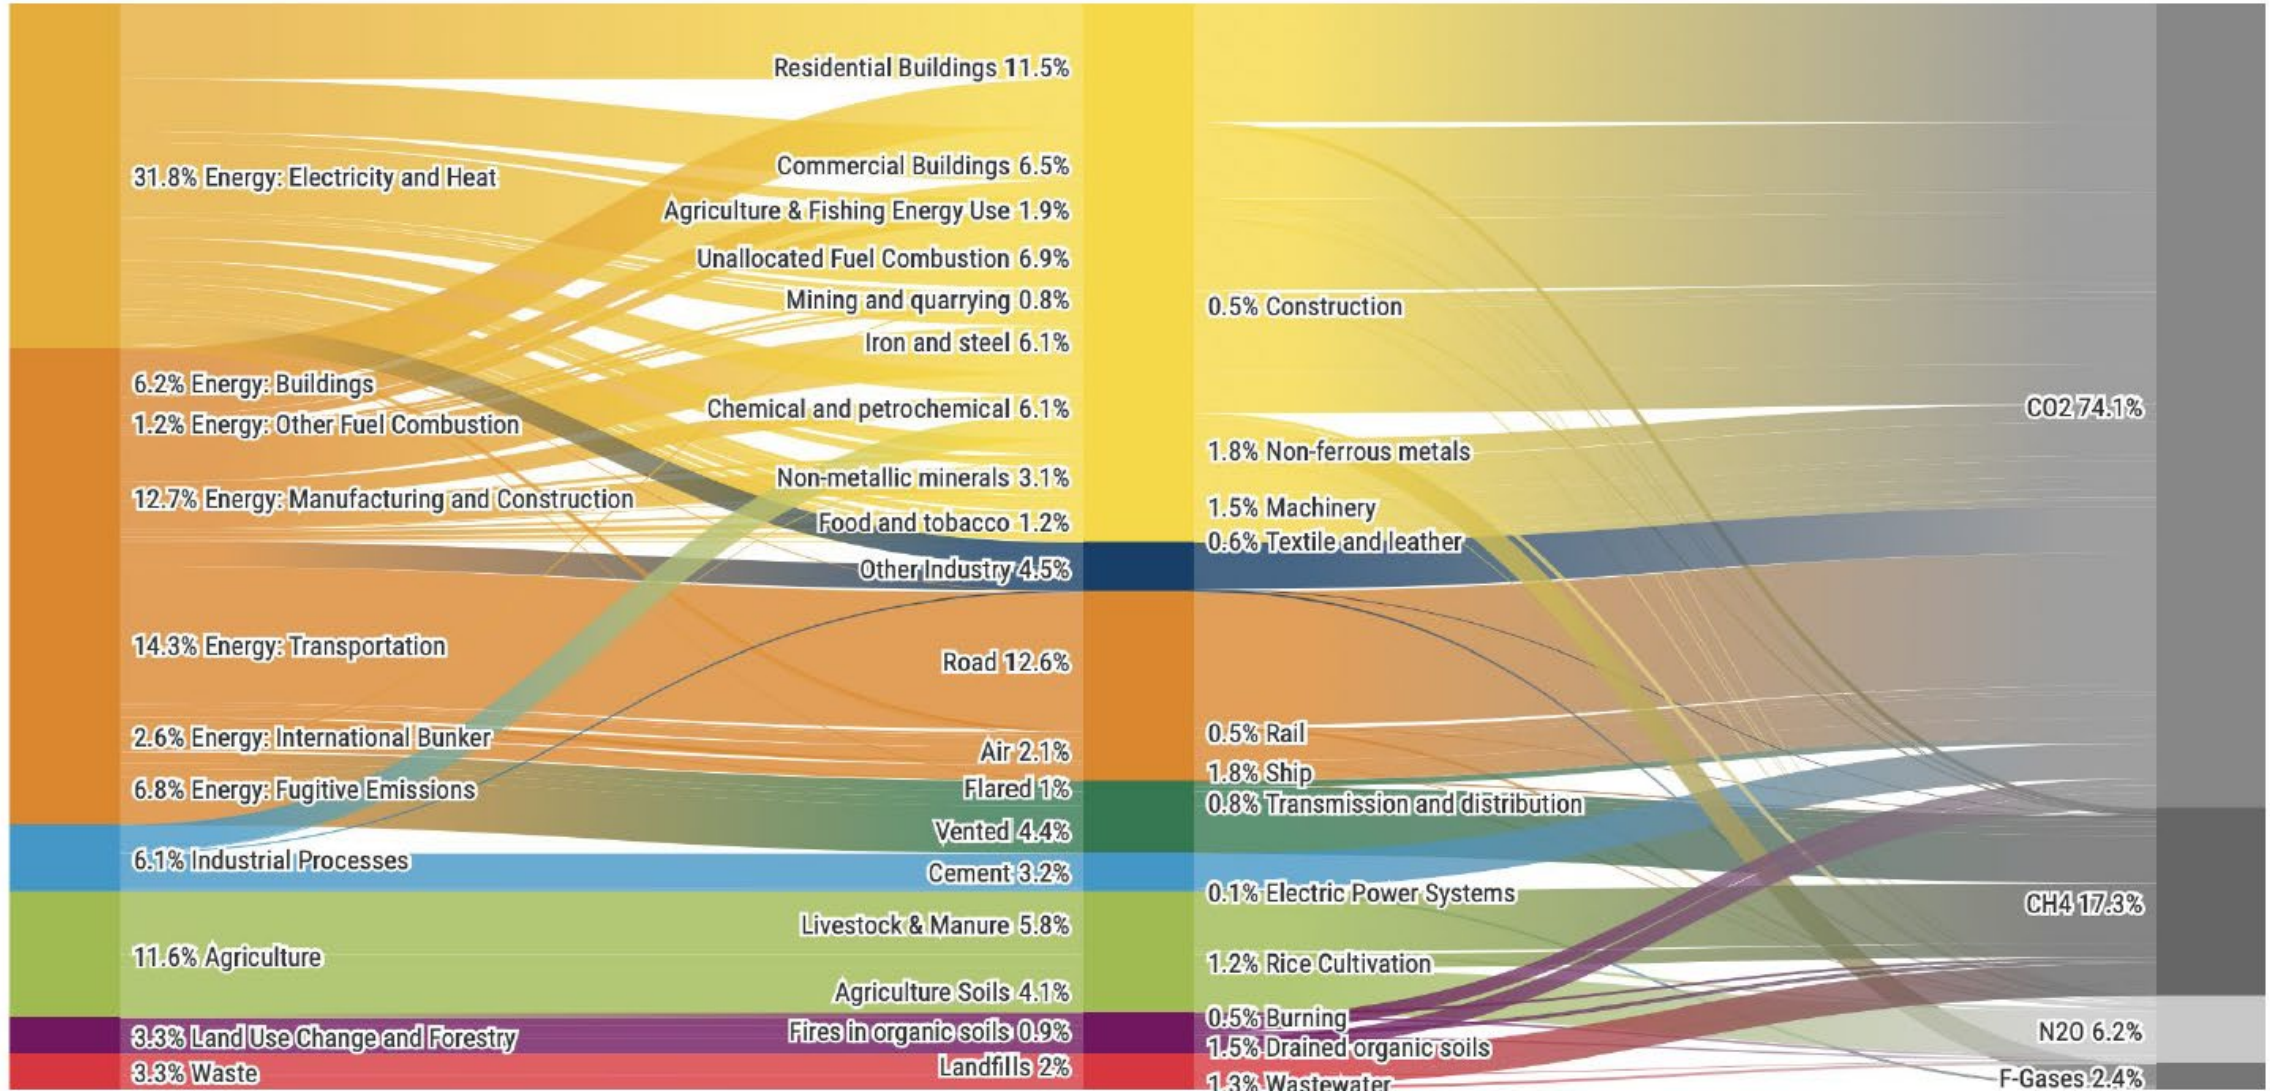 31.8% Energy: Electricity and Heat
6.2% Energy: Buildings
1.2% Energy: Other Fuel Combustion
12.7% Energy: Manufacturing and Construction
14.3% Energy: Transportation
2.6% Energy: International Bunker
6.8% Energy: Fugitive Emissions
6.1% Industrial Processes
11.6% Agriculture
3.3% Land Use Change and Forestry
3.3% Waste
Residential Buildings 11.5%
Commercial Buildings 6.5%
Agriculture & Fishing Energy Use 1.9%
Unallocated Fuel Combustion 6.9%
Mining and quarrying 0.8%
Iron and steel 6.1%
Chemical and petrochemical 6.1%
Non-metallic minerals 3.1%
Food and tobacco 1.2%
Other Industry 4.5%
Road 12.6%
Air 2.1%
Flared 1%
Vented 4.4%
Cement 3.2%
Livestock & Manure 5.8%
Agriculture Soils 4.1%
Fires in organic soils 0.9%
Landfills 2%
0.5% Construction
1.8% Non-ferrous metals
1.5% Machinery
0.6% Textile and leather
0.5% Rail
1.8% Ship
0.8% Transmission and distribution
0.1% Electric Power Systems
1.2% Rice Cultivation
0.5% Burning
1.5% Drained organic soils
1.3% Wastewater
CO2 74.1%
CH4 17.3%
N2O 6.2%
F-Gases 2.4%